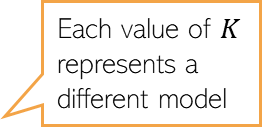 Each value of K
represents a
different model